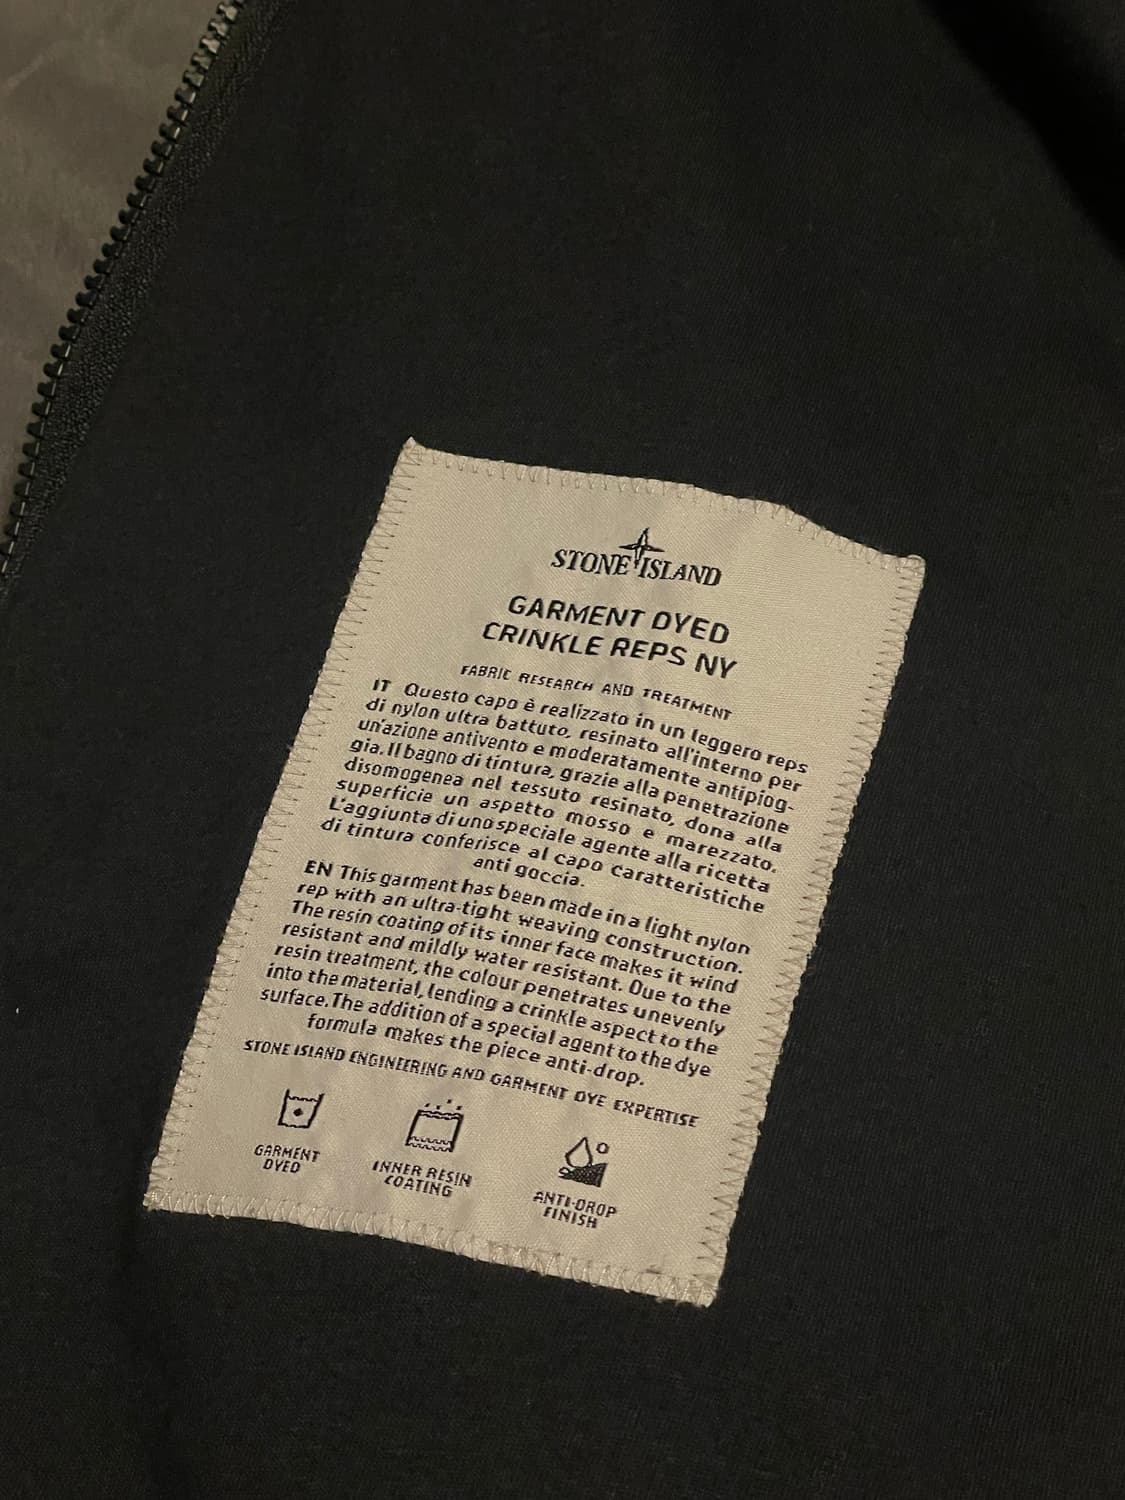 STONE ISLAND
GARMENT DYED
CRINKLE REPS NY
FABRIC RESEARCH AND TREATMENT
IT Questo capo è realizzato in un leggero reps
di nylon ultra battuto, resinato all'interno per
un'azione antivento e moderatamente antipiog-
gia. Il bagno di tintura, grazie alla penetrazione
disomogenea nel tessuto resinato, dona alla
superficie un aspetto mosso e marezzato.
L'aggiunta di uno speciale agente alla ricetta
di tintura conferisce al capo caratteristiche
anti goccia.
EN This garment has been made in a light nylon
rep with an ultra-tight weaving construction.
The resin coating of its inner face makes it wind
resistant and mildly water resistant. Due to the
resin treatment, the colour penetrates unevenly
into the material, lending a crinkle aspect to the
surface. The addition of a special agent to the dye
formula makes the piece anti-drop.
STONE ISLAND ENGINEERING AND GARMENT DYE EXPERTISE
GARMENT
DYED
INNER RESIN
COATING
ANTI-DROP
FINISH